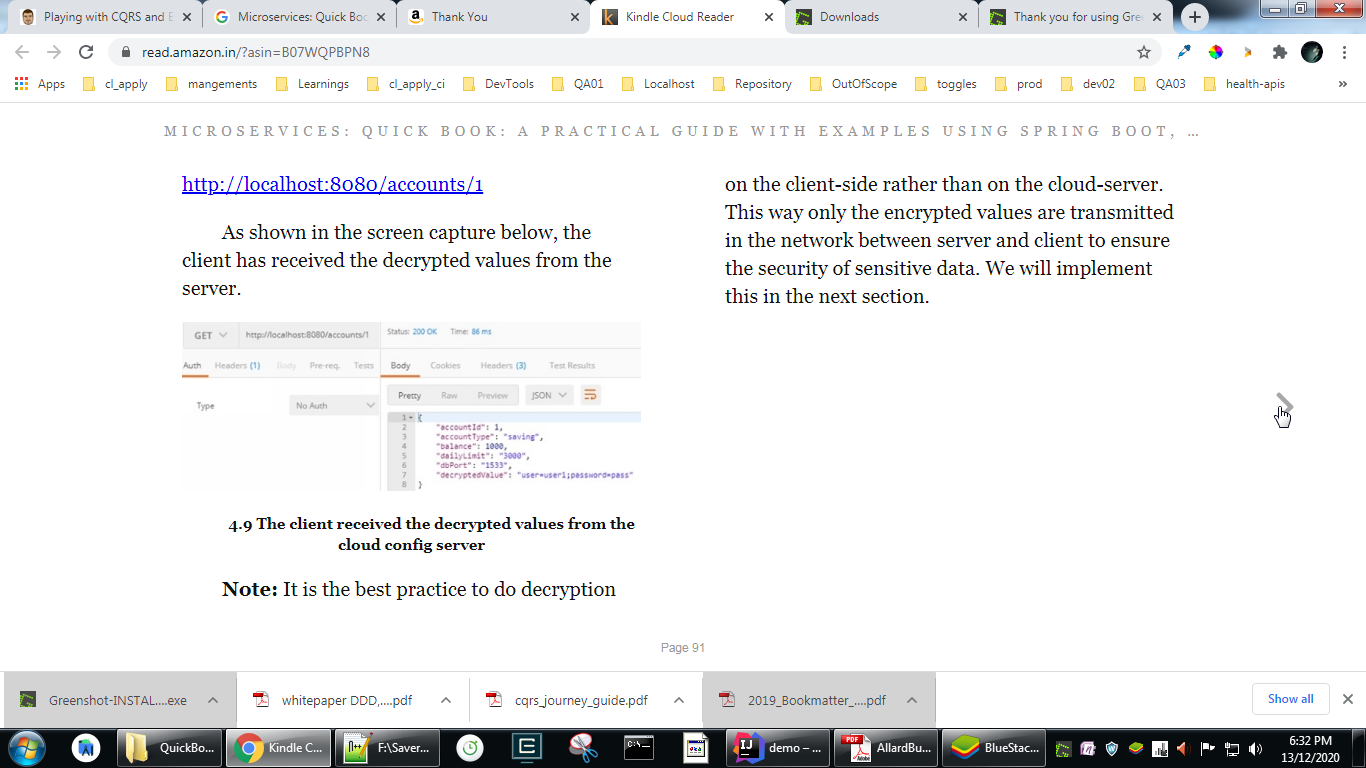 Playing with CQRS and E
Microservices: Quick Boo
Thank You
Kindle Cloud Reader
Downloads
Thank you for using Gre
read.amazon.in/?asin=B07WQPBPN8
Apps cl_apply mangements Learnings cl_apply_ci DevTools QA01 Localhost Repository OutOfScope toggles prod dev02 QA03 health-apis »
MICROSERVICES: QUICK BOOK: A PRACTICAL GUIDE WITH EXAMPLES USING SPRING BOOT, …
http://localhost:8080/accounts/1
As shown in the screen capture below, the
client has received the decrypted values from the
server.
GET http://localhost:8080/accounts/1 Status: 200 OK Time: 86 ms
Auth Headers (1) Body Pre-req. Tests Body Cookies Headers (3) Test Results
Pretty Raw Preview JSON
Type No Auth
1 {
2 "accountId": 1,
3 "accountType": "saving",
4 "balance": 1000,
5 "dailyLimit": "3000",
6 "dbPort": "1533",
7 "decryptedValue": "user=user1;password=pass"
8 }
4.9 The client received the decrypted values from the
cloud config server
Note: It is the best practice to do decryption
on the client-side rather than on the cloud-server.
This way only the encrypted values are transmitted
in the network between server and client to ensure
the security of sensitive data. We will implement
this in the next section.
Page 91
Greenshot-INSTAL....exe
whitepaper DDD,....pdf
cqrs_journey_guide.pdf
2019_Bookmatter_....pdf
Show all
QuickBo...
Kindle C...
F:\Saver...
demo – ...
AllardBu...
BlueStac...
6:32 PM
13/12/2020